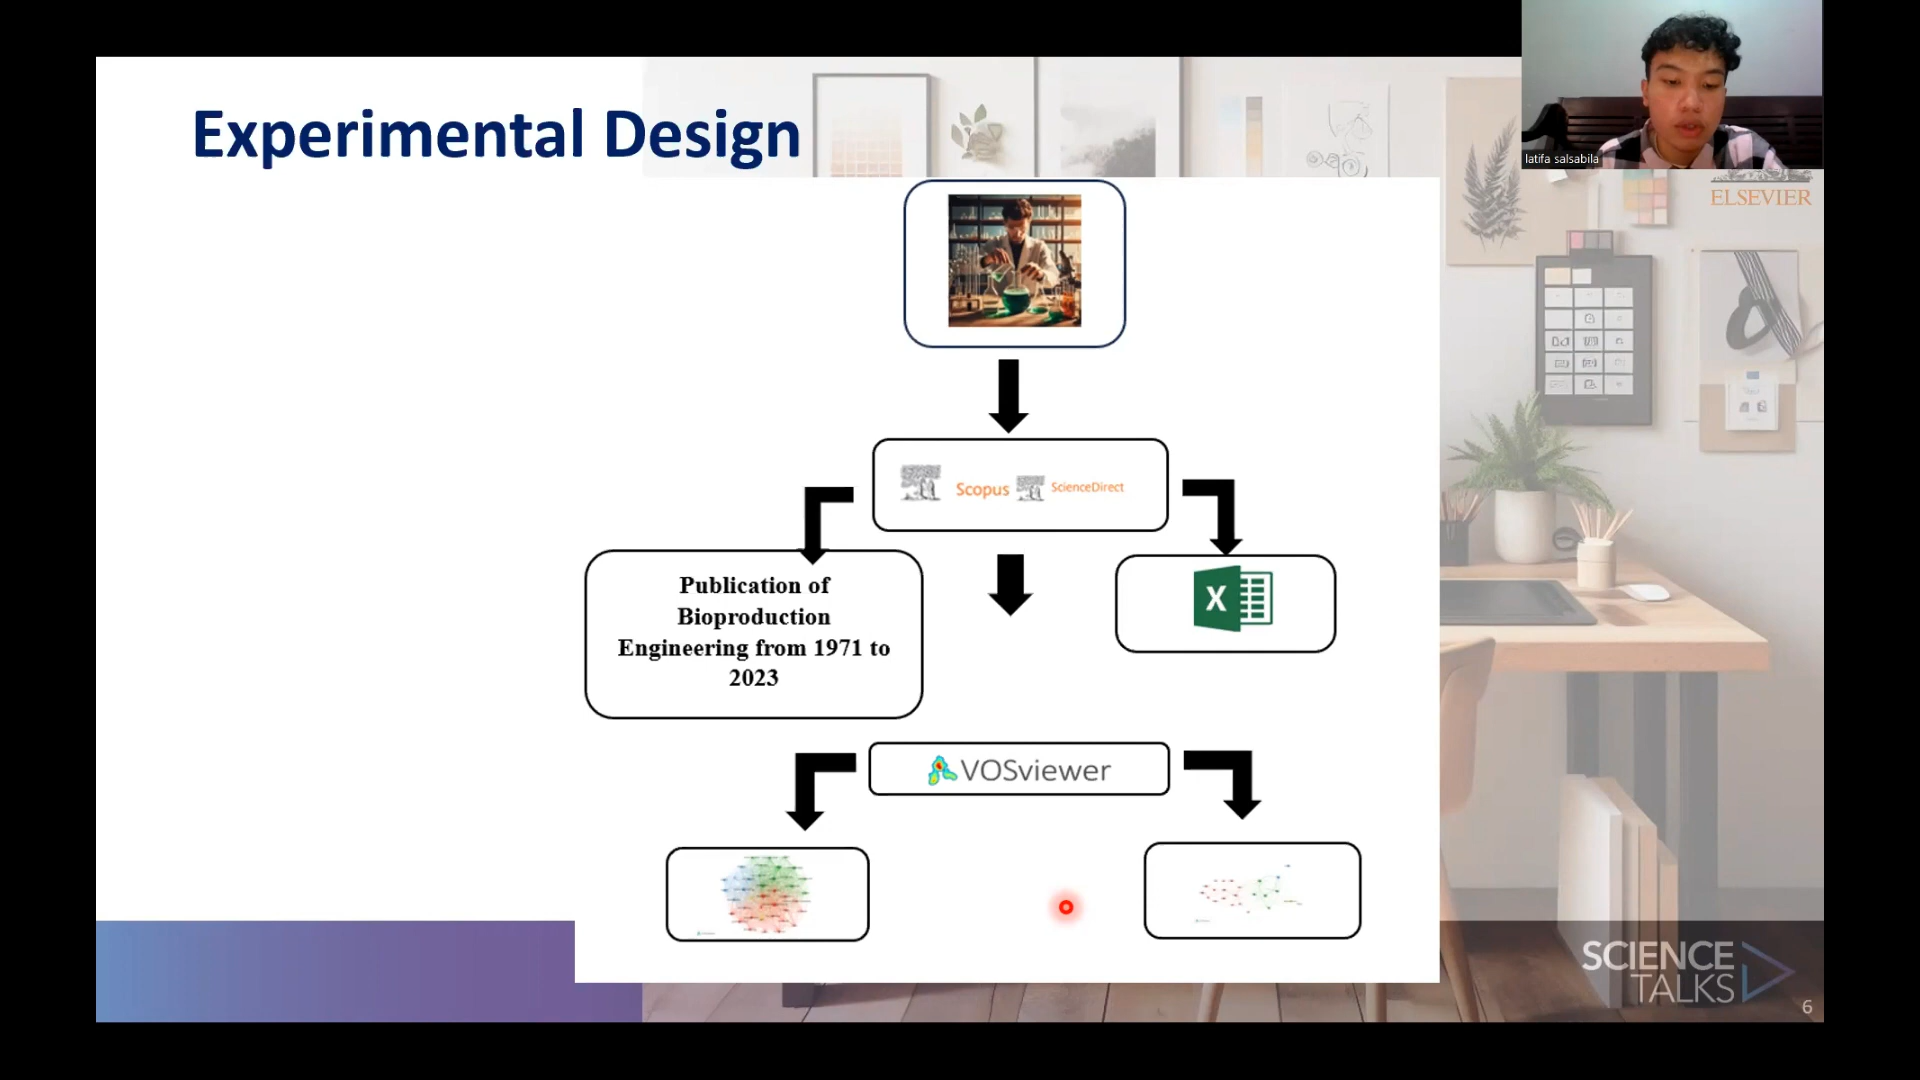 Experimental Design
latifa salsabila
ELSEVIER
Scopus
ScienceDirect
Publication of
Bioproduction
Engineering from 1971 to
2023
X
VOSviewer
SCIENCE
TALKS
6